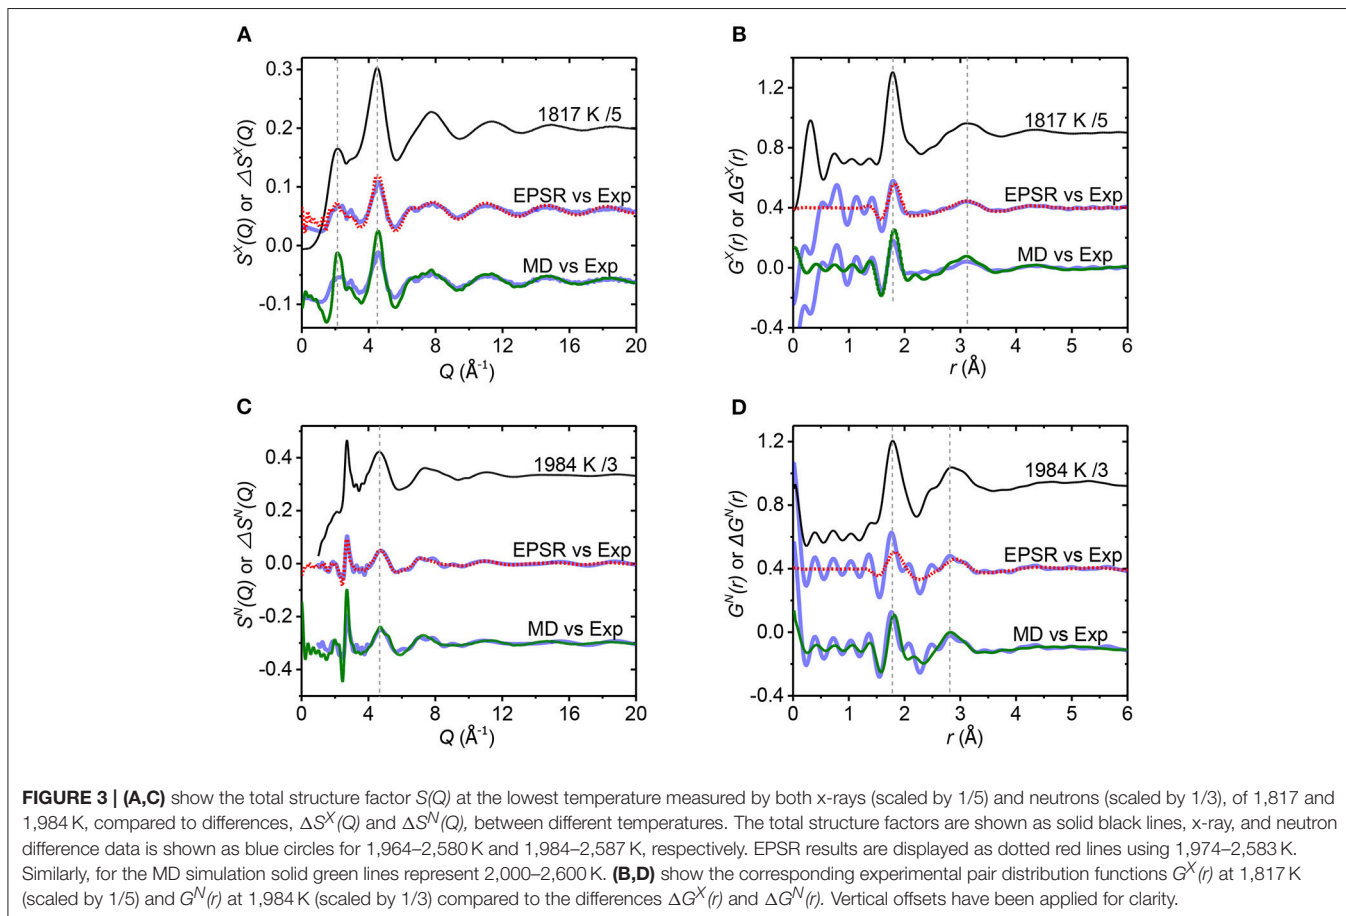 A
0.3
0.2
0.1
0.0
-0.1
S^X(Q) or △S^X(Q)
1817 K /5
EPSR vs Exp
MD vs Exp
0 4 8 12 16 20
Q (Å⁻¹)
B
1.2
0.8
0.4
0.0
-0.4
G^X(r) or ΔG^X(r)
1817 K /5
EPSR vs Exp
MD vs Exp
0 1 2 3 4 5 6
r (Å)
C
0.4
0.2
0.0
-0.2
-0.4
S^N(Q) or △S^N(Q)
1984 K /3
EPSR vs Exp
MD vs Exp
0 4 8 12 16 20
Q (Å⁻¹)
D
1.2
0.8
0.4
0.0
-0.4
G^N(r) or ΔG^N(r)
1984 K /3
EPSR vs Exp
MD vs Exp
0 1 2 3 4 5 6
r (Å)
FIGURE 3 | (A,C) show the total structure factor S(Q) at the lowest temperature measured by both x-rays (scaled by 1/5) and neutrons (scaled by 1/3), of 1,817 and
1,984 K, compared to differences, ΔS^X(Q) and ΔS^N(Q), between different temperatures. The total structure factors are shown as solid black lines, x-ray, and neutron
difference data is shown as blue circles for 1,964–2,580 K and 1,984–2,587 K, respectively. EPSR results are displayed as dotted red lines using 1,974–2,583 K.
Similarly, for the MD simulation solid green lines represent 2,000–2,600 K. (B,D) show the corresponding experimental pair distribution functions G^X(r) at 1,817 K
(scaled by 1/5) and G^N(r) at 1,984 K (scaled by 1/3) compared to the differences ΔG^X(r) and ΔG^N(r). Vertical offsets have been applied for clarity.